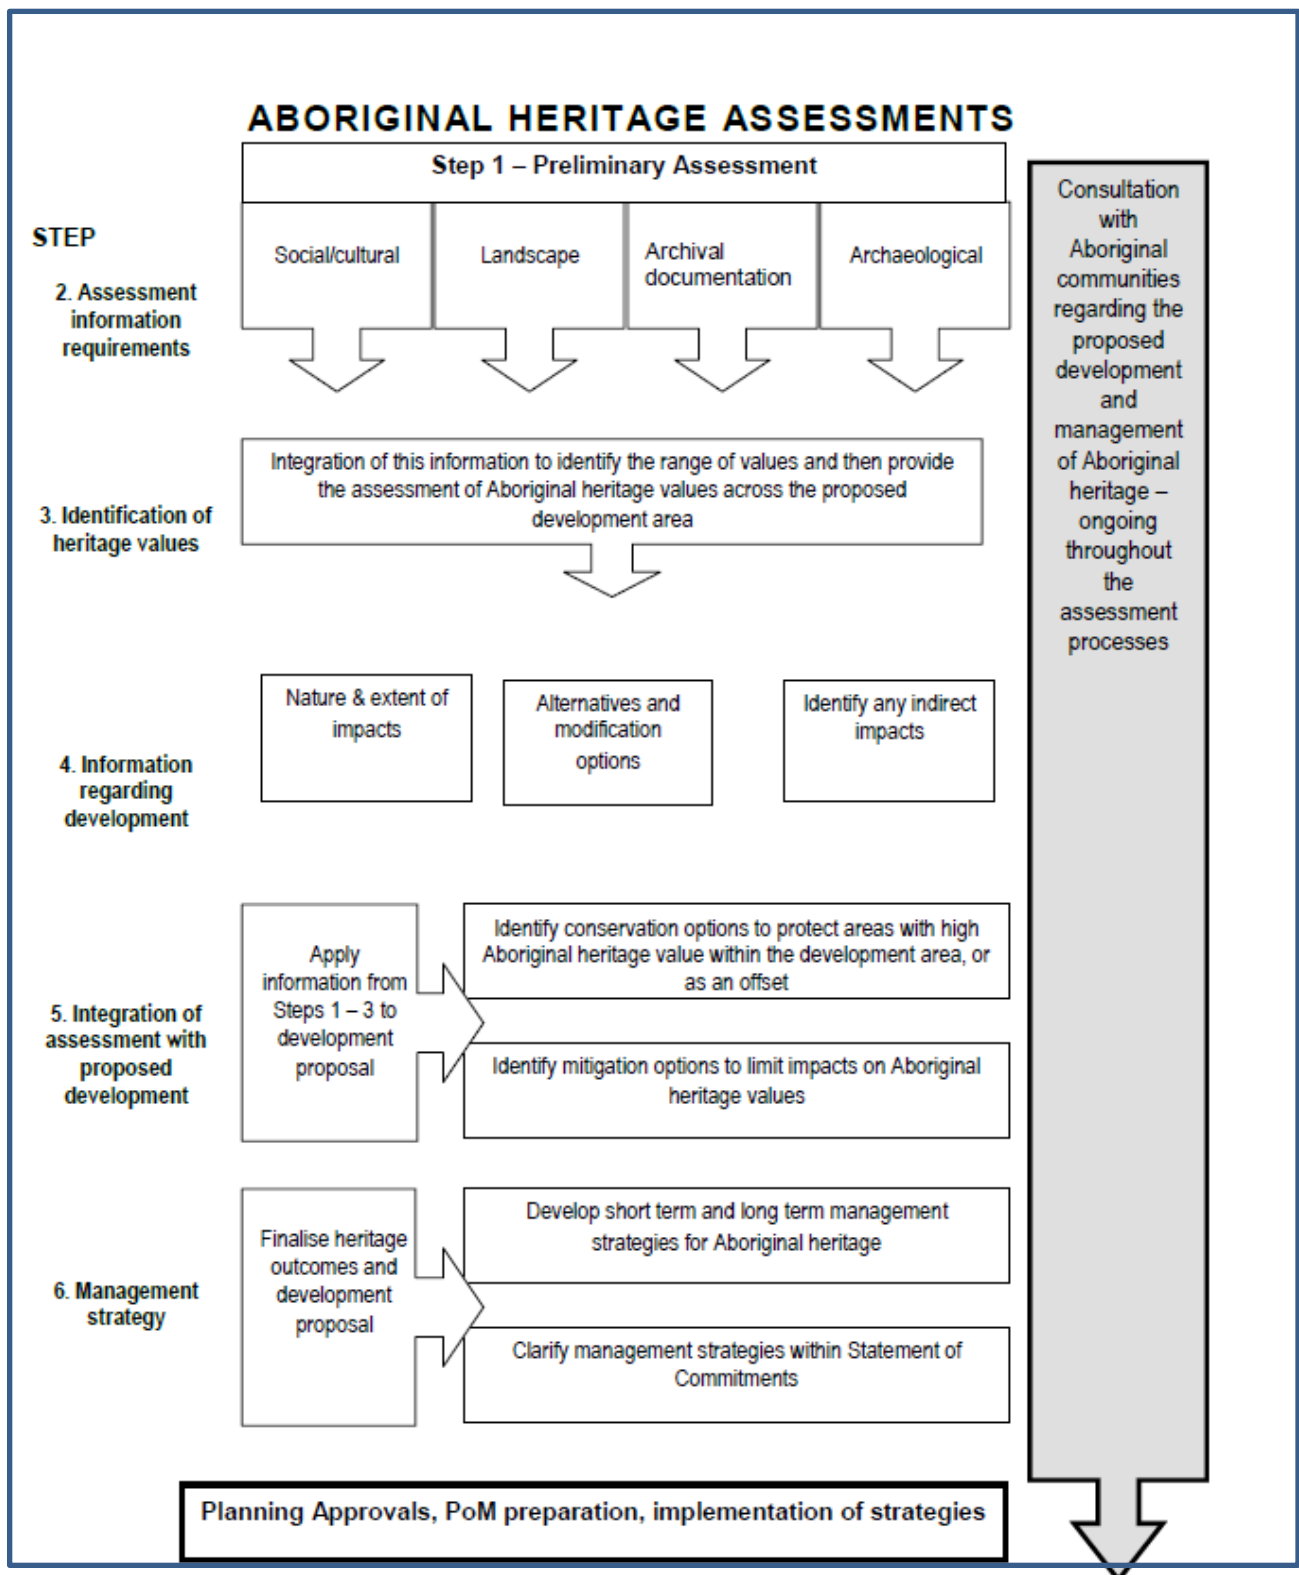 ABORIGINAL HERITAGE ASSESSMENTS
Step 1 – Preliminary Assessment
STEP
2. Assessment
information
requirements
Social/cultural
Landscape
Archival
documentation
Archaeological
3. Identification of
heritage values
Integration of this information to identify the range of values and then provide
the assessment of Aboriginal heritage values across the proposed
development area
4. Information
regarding
development
Nature & extent of
impacts
Alternatives and
modification
options
Identify any indirect
impacts
5. Integration of
assessment with
proposed
development
Apply
information from
Steps 1 – 3 to
development
proposal
Identify conservation options to protect areas with high
Aboriginal heritage value within the development area, or
as an offset
Identify mitigation options to limit impacts on Aboriginal
heritage values
6. Management
strategy
Finalise heritage
outcomes and
development
proposal
Develop short term and long term management
strategies for Aboriginal heritage
Clarify management strategies within Statement of
Commitments
Planning Approvals, PoM preparation, implementation of strategies
Consultation
with
Aboriginal
communities
regarding the
proposed
development
and
management
of Aboriginal
heritage –
ongoing
throughout
the
assessment
processes